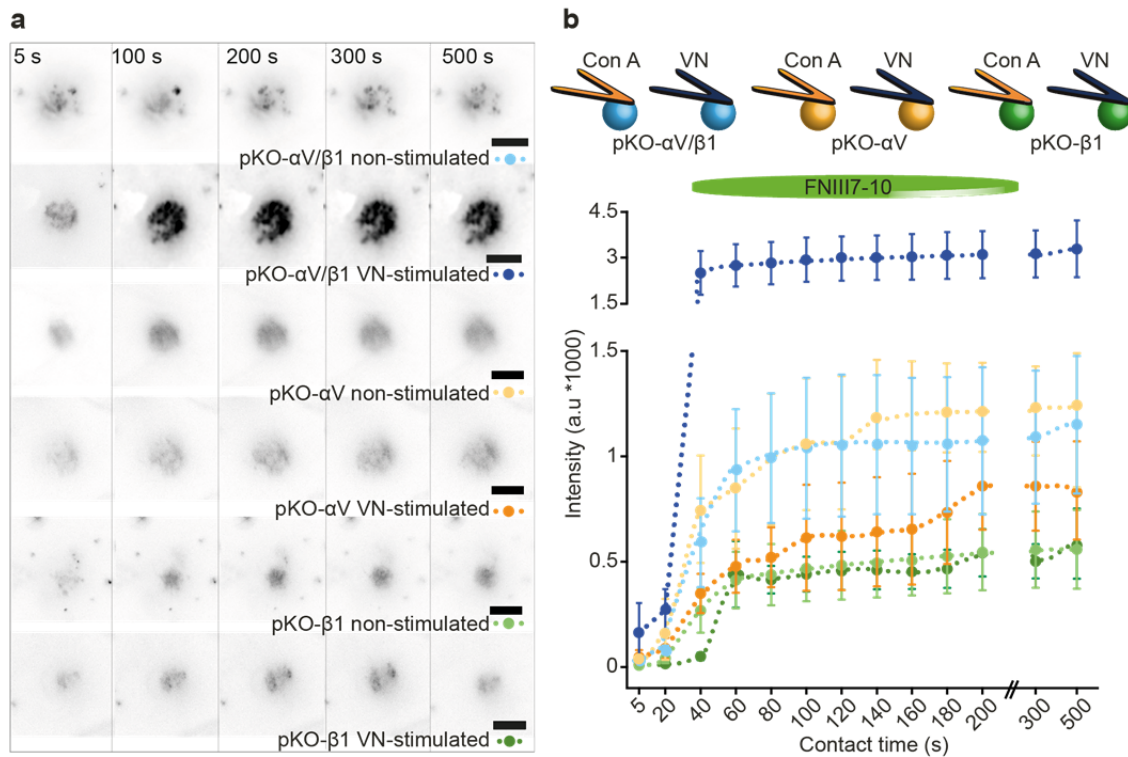 a
5 s 100 s 200 s 300 s 500 s
pKO-αV/β1 non-stimulated
pKO-αV/β1 VN-stimulated
pKO-αV non-stimulated
pKO-αV VN-stimulated
pKO-β1 non-stimulated
pKO-β1 VN-stimulated
b
Con A VN Con A VN Con A VN
pKO-αV/β1 pKO-αV pKO-β1
FNIII7-10
4.5
3
1.5
1.5
1
0.5
0
Intensity (a.u *1000)
5 20 40 60 80 100 120 140 160 180 200 300 500
Contact time (s)